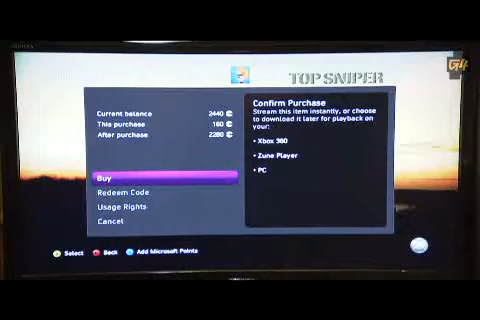 G4
TOP SNIPER
Current balance 2440
This purchase 160
After purchase 2280
Buy
Redeem Code
Usage Rights
Cancel
Confirm Purchase
Stream this item instantly, or choose
to download it later for playback on
your:
• Xbox 360
• Zune Player
• PC
Select
Back
Add Microsoft Points